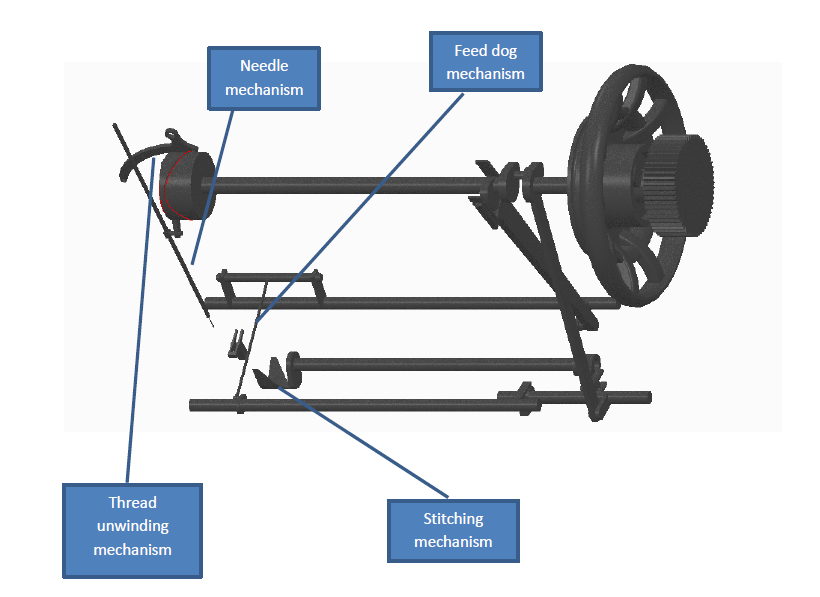 Needle
mechanism
Feed dog
mechanism
Thread
unwinding
mechanism
Stitching
mechanism